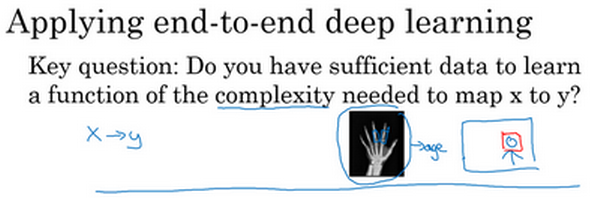 Applying end-to-end deep learning
Key question: Do you have sufficient data to learn
a function of the complexity needed to map x to y?
x → y
→ age